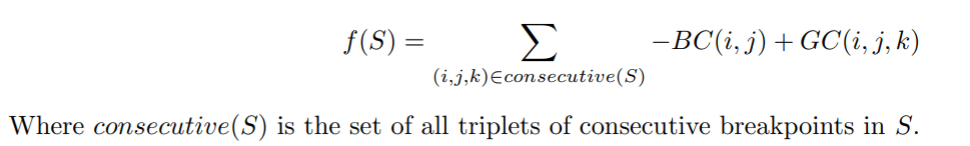 f(S) = ∑ −BC(i, j) + GC(i, j, k)
(i,j,k)∈consecutive(S)
Where consecutive(S) is the set of all triplets of consecutive breakpoints in S.